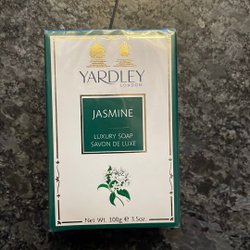 YARDLEY
LONDON
JASMINE
LUXURY SOAP
SAVON DE LUXE
Net Wt. 100g e 3.5oz.